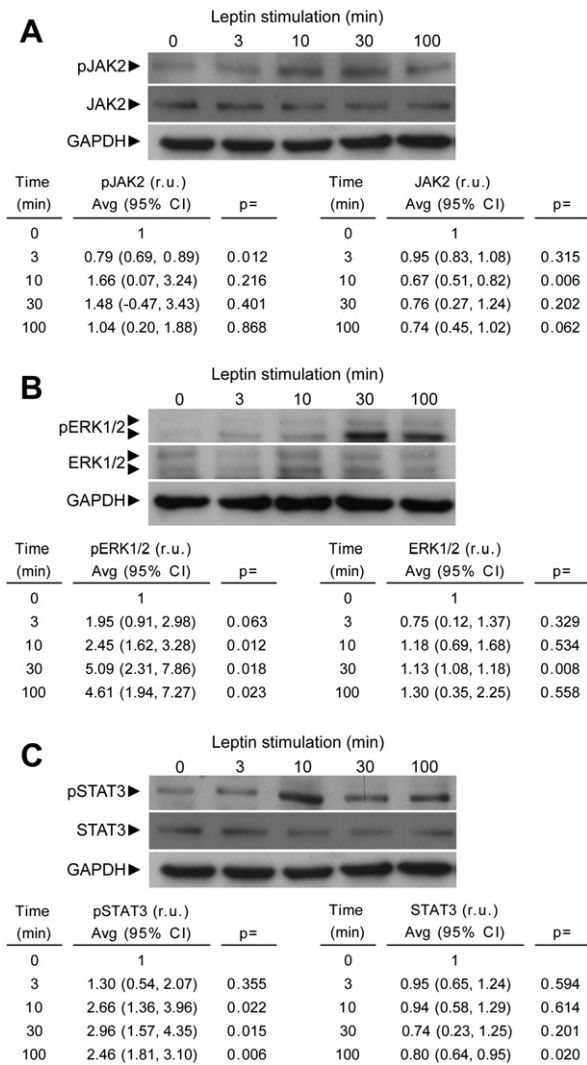 A
Leptin stimulation (min)
0 3 10 30 100
pJAK2
JAK2
GAPDH
Time pJAK2 (r.u.) Time JAK2 (r.u.)
(min) Avg (95% CI) p= (min) Avg (95% CI) p=
0 1 0 1
3 0.79 (0.69, 0.89) 0.012 3 0.95 (0.83, 1.08) 0.315
10 1.66 (0.07, 3.24) 0.216 10 0.67 (0.51, 0.82) 0.006
30 1.48 (-0.47, 3.43) 0.401 30 0.76 (0.27, 1.24) 0.202
100 1.04 (0.20, 1.88) 0.868 100 0.74 (0.45, 1.02) 0.062
B
Leptin stimulation (min)
0 3 10 30 100
pERK1/2
ERK1/2
GAPDH
Time pERK1/2 (r.u.) Time ERK1/2 (r.u.)
(min) Avg (95% CI) p= (min) Avg (95% CI) p=
0 1 0 1
3 1.95 (0.91, 2.98) 0.063 3 0.75 (0.12, 1.37) 0.329
10 2.45 (1.62, 3.28) 0.012 10 1.18 (0.69, 1.68) 0.534
30 5.09 (2.31, 7.86) 0.018 30 1.13 (1.08, 1.18) 0.008
100 4.61 (1.94, 7.27) 0.023 100 1.30 (0.35, 2.25) 0.558
C
Leptin stimulation (min)
0 3 10 30 100
pSTAT3
STAT3
GAPDH
Time pSTAT3 (r.u.) Time STAT3 (r.u.)
(min) Avg (95% CI) p= (min) Avg (95% CI) p=
0 1 0 1
3 1.30 (0.54, 2.07) 0.355 3 0.95 (0.65, 1.24) 0.594
10 2.66 (1.36, 3.96) 0.022 10 0.94 (0.58, 1.29) 0.614
30 2.96 (1.57, 4.35) 0.015 30 0.74 (0.23, 1.25) 0.201
100 2.46 (1.81, 3.10) 0.006 100 0.80 (0.64, 0.95) 0.020